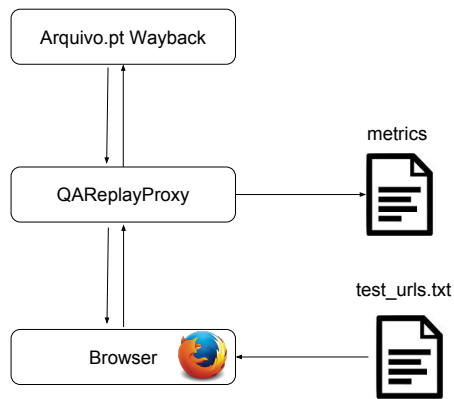 Arquivo.pt Wayback
metrics
QAReplayProxy
test_urls.txt
Browser